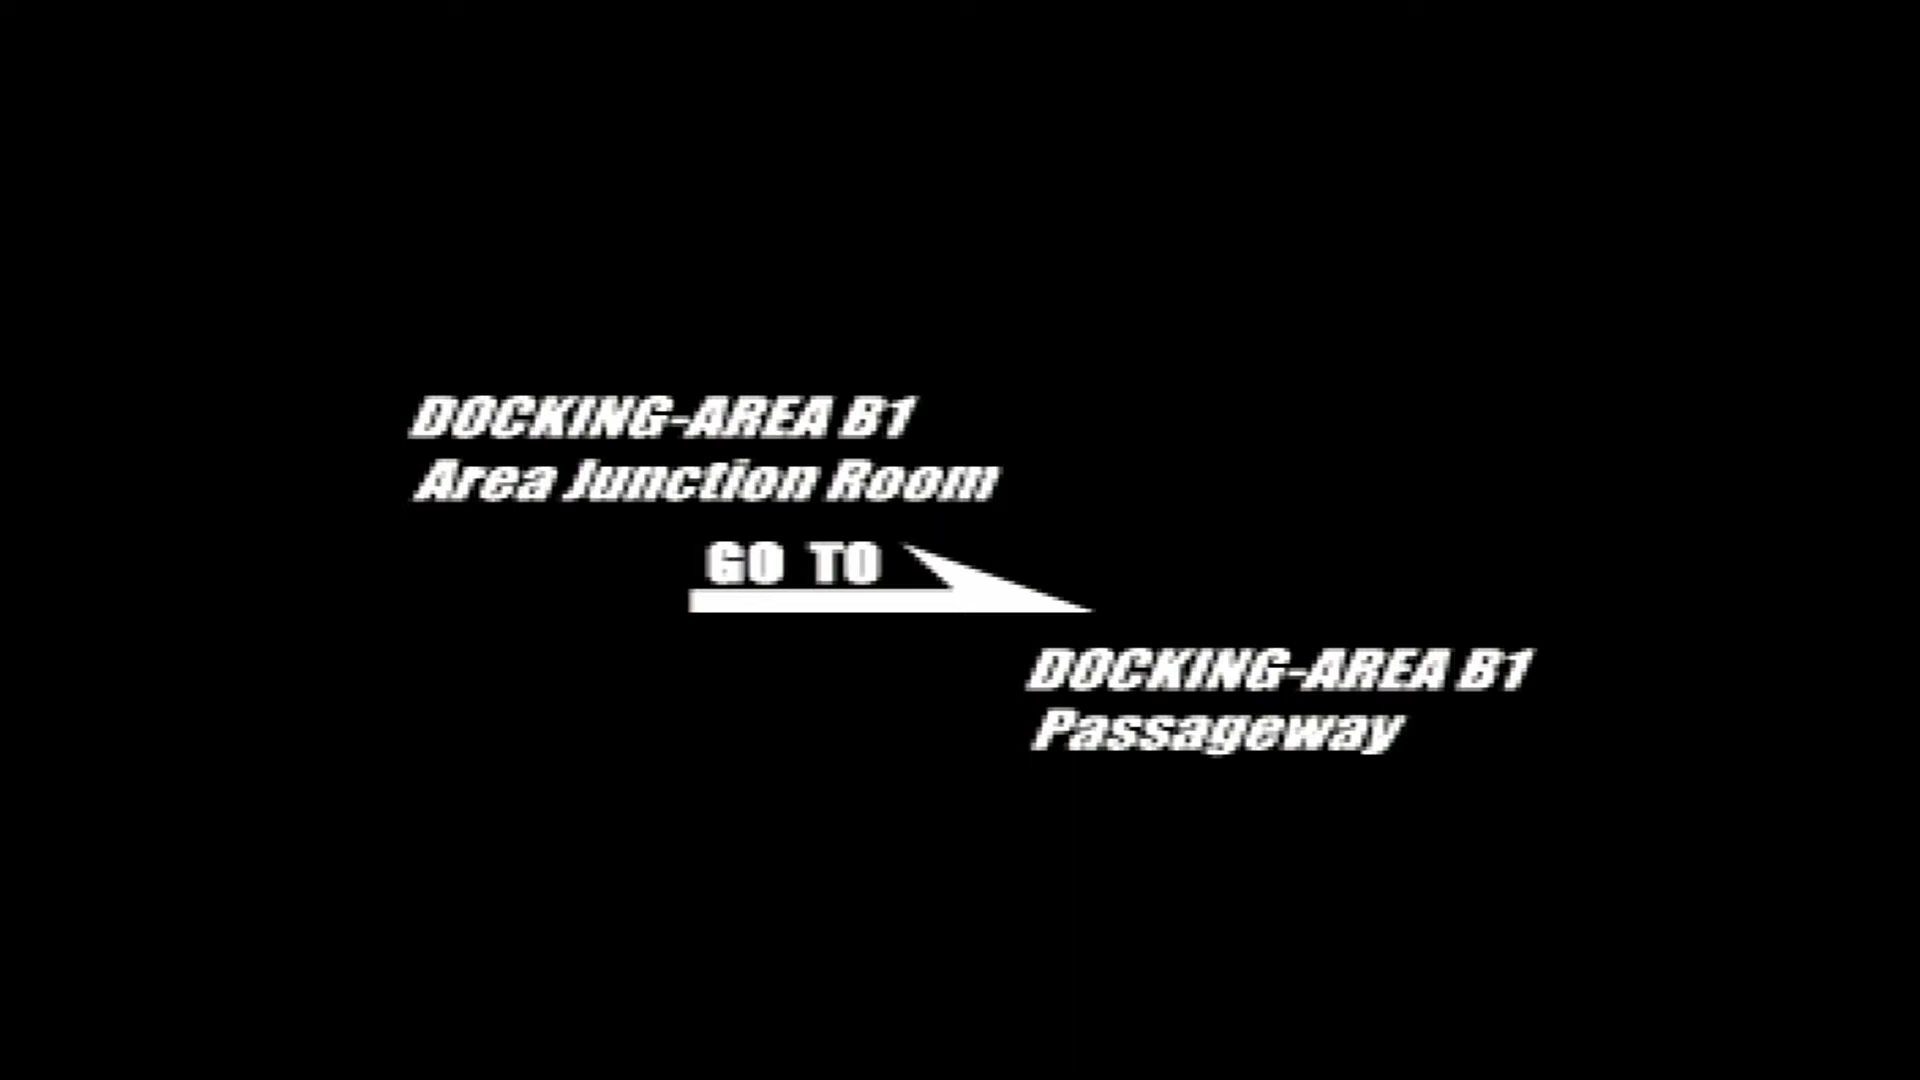 DOCKING-AREA B1
Area Junction Room
GO TO
DOCKING-AREA B1
Passageway